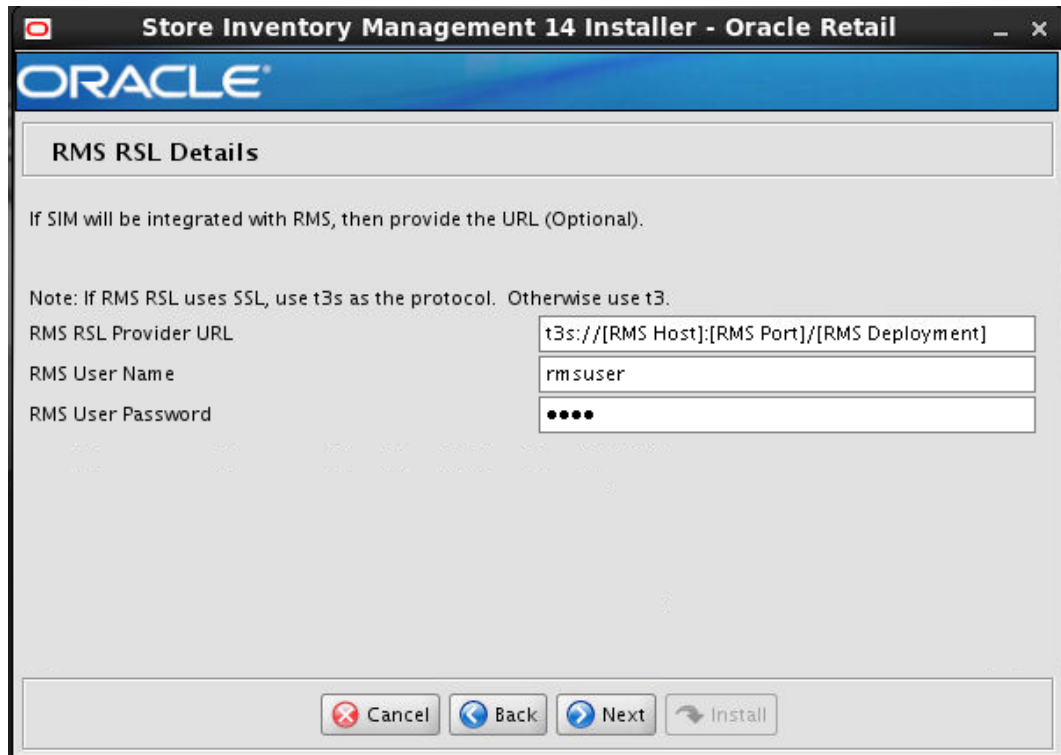 Store Inventory Management 14 Installer - Oracle Retail
ORACLE®
RMS RSL Details
If SIM will be integrated with RMS, then provide the URL (Optional).
Note: If RMS RSL uses SSL, use t3s as the protocol. Otherwise use t3.
RMS RSL Provider URL t3s://[RMS Host]:[RMS Port]/[RMS Deployment]
RMS User Name rmsuser
RMS User Password ••••
Cancel Back Next Install